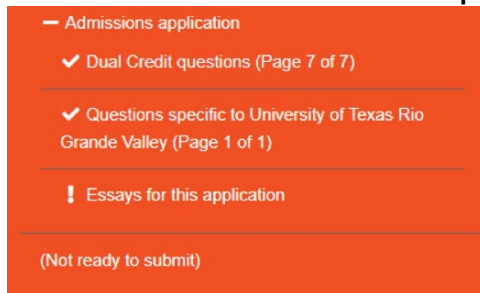 Admissions application
Dual Credit questions (Page 7 of 7)
Questions specific to University of Texas Rio
Grande Valley (Page 1 of 1)
Essays for this application
(Not ready to submit)